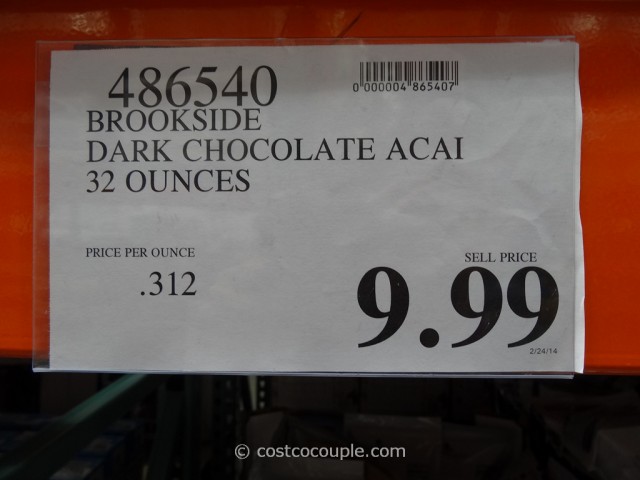 486540
0"000004"865407"
BROOKSIDE
DARK CHOCOLATE ACAI
32 OUNCES
PRICE PER OUNCE
.312
SELL PRICE
9.99
2/24/14
© costcocouple.com